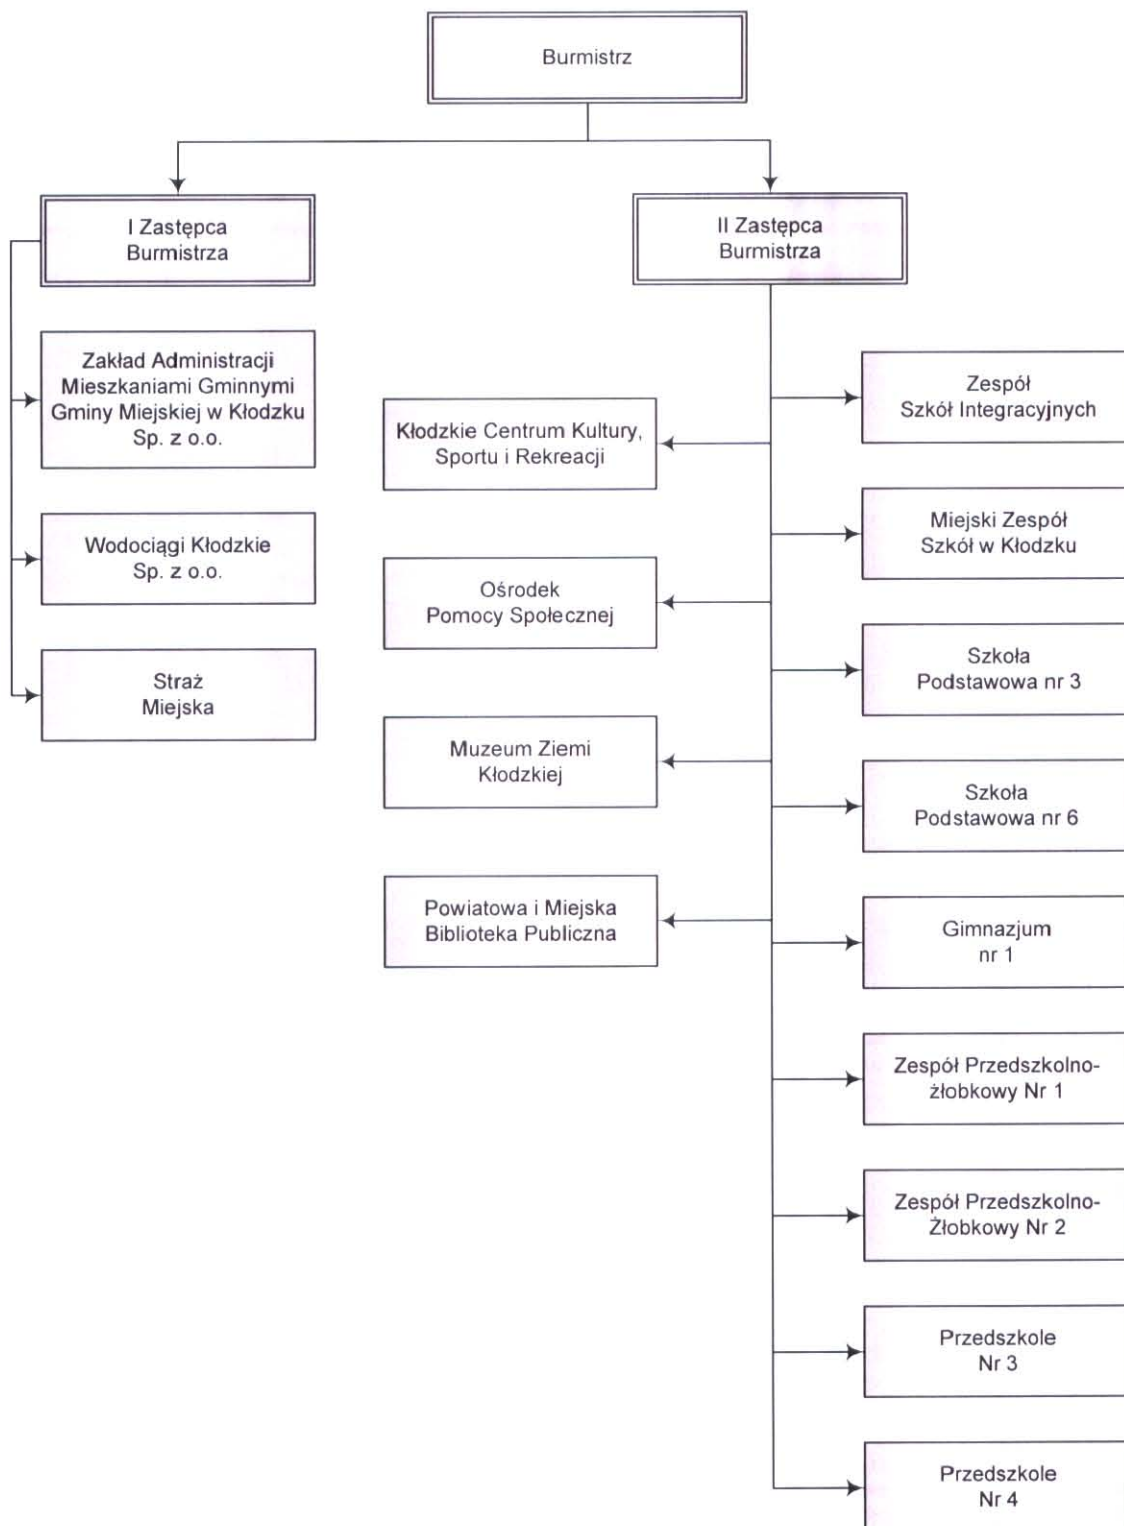 Burmistrz
I Zastępca
Burmistrza
II Zastępca
Burmistrza
Zakład Administracji
Mieszkaniami Gminnymi
Gminy Miejskiej w Kłodzku
Sp. z o.o.
Wodociągi Kłodzkie
Sp. z o.o.
Straż
Miejska
Kłodzkie Centrum Kultury,
Sportu i Rekreacji
Ośrodek
Pomocy Społecznej
Muzeum Ziemi
Kłodzkiej
Powiatowa i Miejska
Biblioteka Publiczna
Zespół
Szkół Integracyjnych
Miejski Zespół
Szkół w Kłodzku
Szkoła
Podstawowa nr 3
Szkoła
Podstawowa nr 6
Gimnazjum
nr 1
Zespół Przedszkolno-
żłobkowy Nr 1
Zespół Przedszkolno-
Żłobkowy Nr 2
Przedszkole
Nr 3
Przedszkole
Nr 4